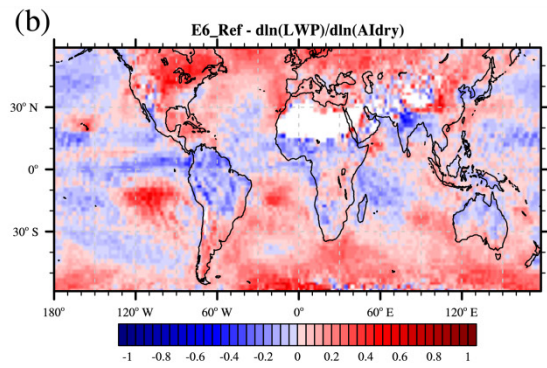 (b)
E6_Ref - dln(LWP)/dln(AIdry)
30° N
0°
30° S
180° 120° W 60° W 0° E 60° E 120° E
-1 -0.8 -0.6 -0.4 -0.2 0 0.2 0.4 0.6 0.8 1